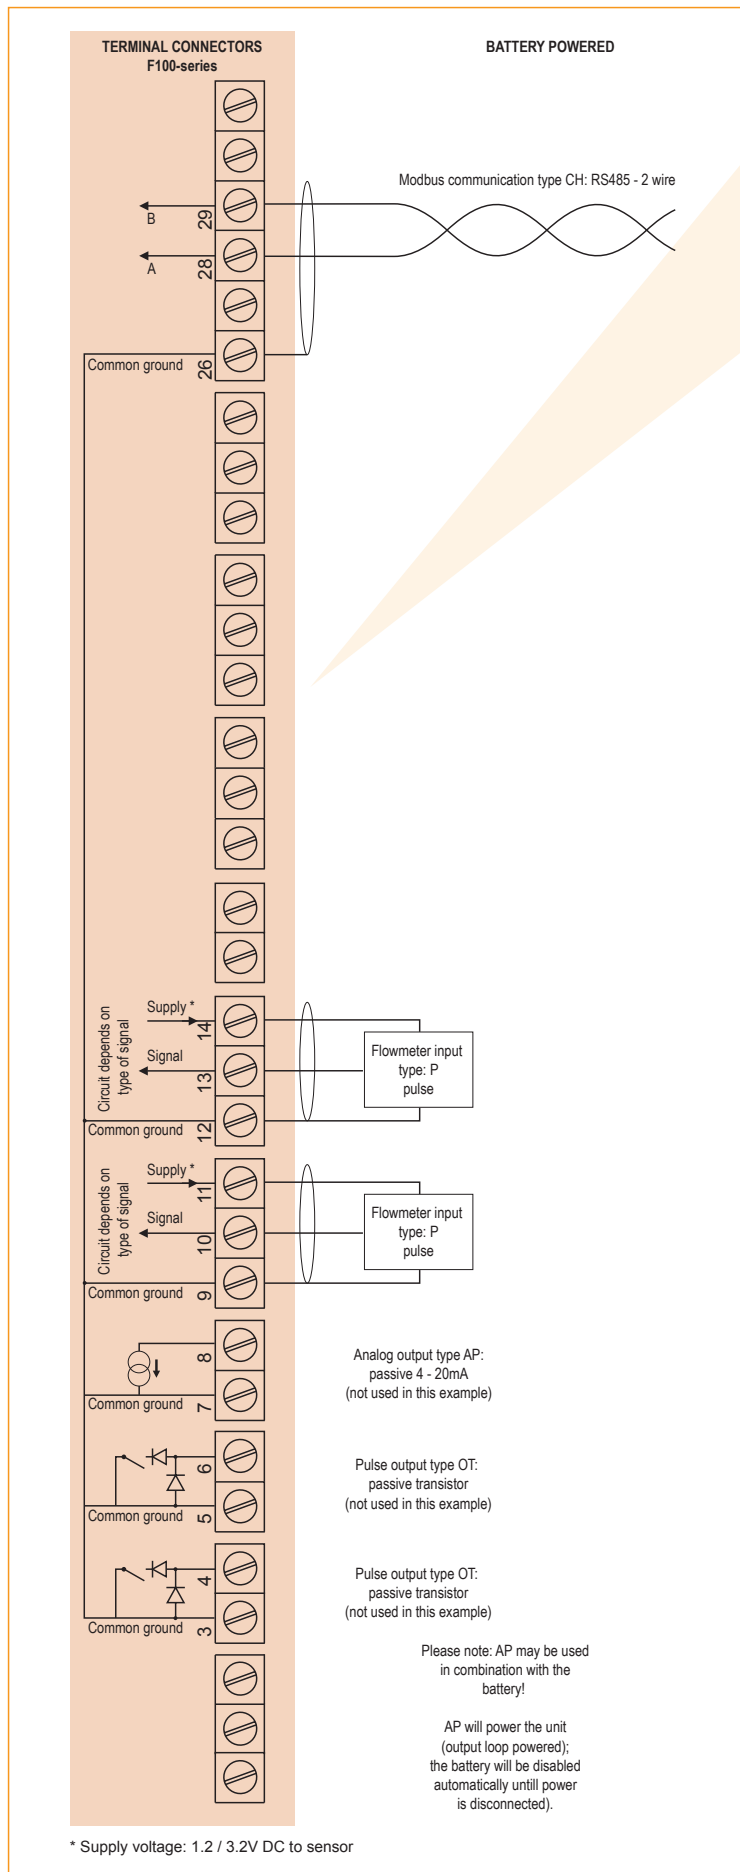 TERMINAL CONNECTORS
F100-series
BATTERY POWERED
Modbus communication type CH: RS485 - 2 wire
B
29
A
28
Common ground
26
Circuit depends on
type of signal
Supply *
14
Signal
13
Common ground
12
Flowmeter input
type: P
pulse
Circuit depends on
type of signal
Supply *
11
Signal
10
Common ground
9
Flowmeter input
type: P
pulse
8
Common ground
7
Analog output type AP:
passive 4 - 20mA
(not used in this example)
6
Common ground
5
Pulse output type OT:
passive transistor
(not used in this example)
4
Common ground
3
Pulse output type OT:
passive transistor
(not used in this example)
Please note: AP may be used
in combination with the
battery!
AP will power the unit
(output loop powered);
the battery will be disabled
automatically untill power
is disconnected).
* Supply voltage: 1.2 / 3.2V DC to sensor